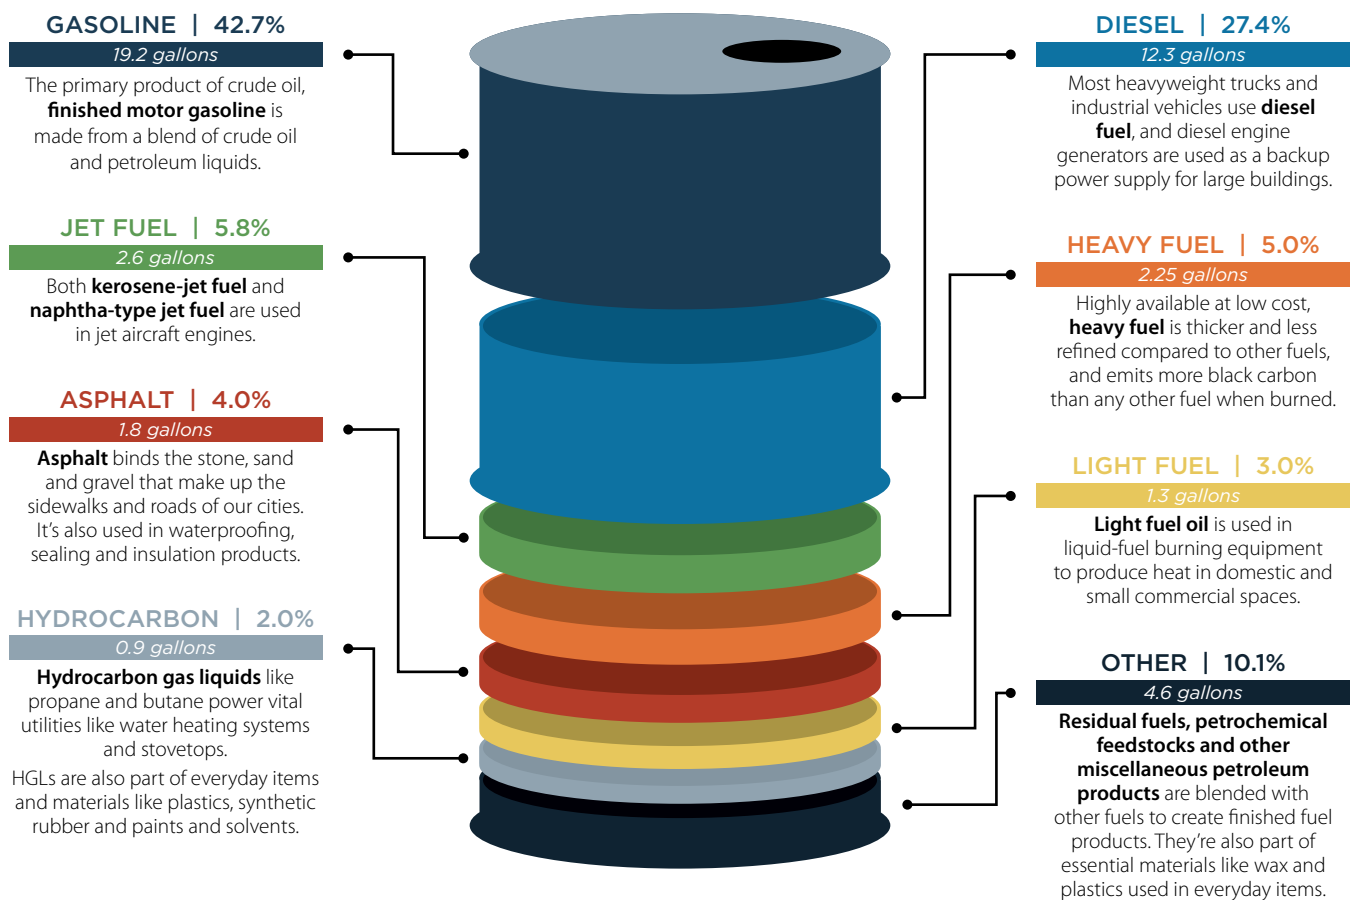 GASOLINE | 42.7%
19.2 gallons
The primary product of crude oil,
finished motor gasoline is
made from a blend of crude oil
and petroleum liquids.
JET FUEL | 5.8%
2.6 gallons
Both kerosene-jet fuel and
naphtha-type jet fuel are used
in jet aircraft engines.
ASPHALT | 4.0%
1.8 gallons
Asphalt binds the stone, sand
and gravel that make up the
sidewalks and roads of our cities.
It’s also used in waterproofing,
sealing and insulation products.
HYDROCARBON | 2.0%
0.9 gallons
Hydrocarbon gas liquids like
propane and butane power vital
utilities like water heating systems
and stovetops.
HGLs are also part of everyday items
and materials like plastics, synthetic
rubber and paints and solvents.
DIESEL | 27.4%
12.3 gallons
Most heavyweight trucks and
industrial vehicles use diesel
fuel, and diesel engine
generators are used as a backup
power supply for large buildings.
HEAVY FUEL | 5.0%
2.25 gallons
Highly available at low cost,
heavy fuel is thicker and less
refined compared to other fuels,
and emits more black carbon
than any other fuel when burned.
LIGHT FUEL | 3.0%
1.3 gallons
Light fuel oil is used in
liquid-fuel burning equipment
to produce heat in domestic and
small commercial spaces.
OTHER | 10.1%
4.6 gallons
Residual fuels, petrochemical
feedstocks and other
miscellaneous petroleum
products are blended with
other fuels to create finished fuel
products. They’re also part of
essential materials like wax and
plastics used in everyday items.